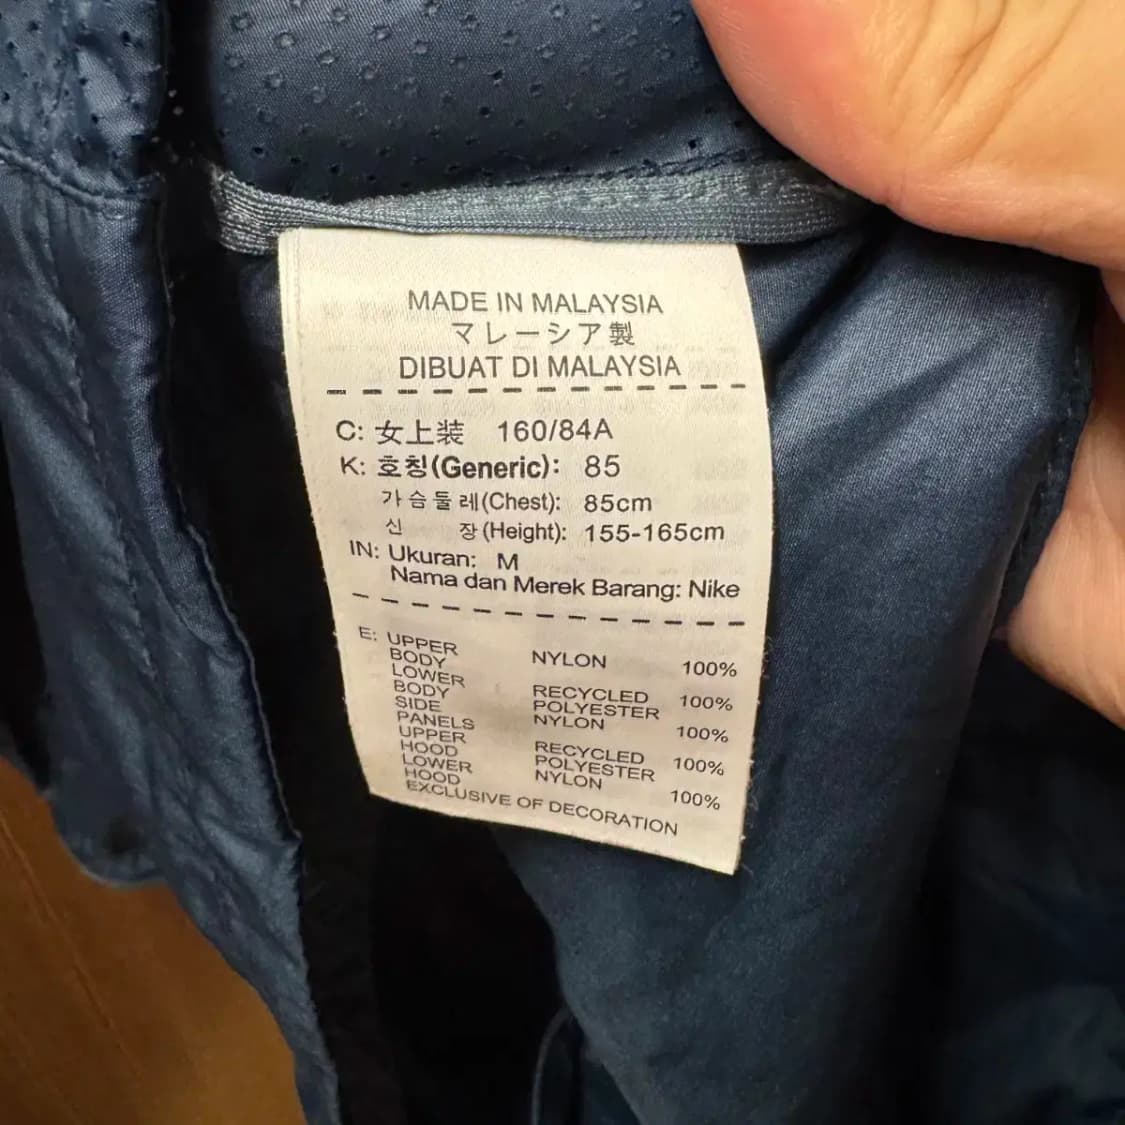 MADE IN MALAYSIA
マレーシア製
DIBUAT DI MALAYSIA
C: 女上装 160/84A
K: 호칭(Generic): 85
가슴둘레(Chest): 85cm
신 장(Height): 155-165cm
IN: Ukuran: M
Nama dan Merek Barang: Nike
E: UPPER
BODY NYLON 100%
LOWER
BODY RECYCLED 100%
SIDE POLYESTER
PANELS NYLON 100%
UPPER
HOOD RECYCLED 100%
LOWER POLYESTER
HOOD NYLON 100%
EXCLUSIVE OF DECORATION